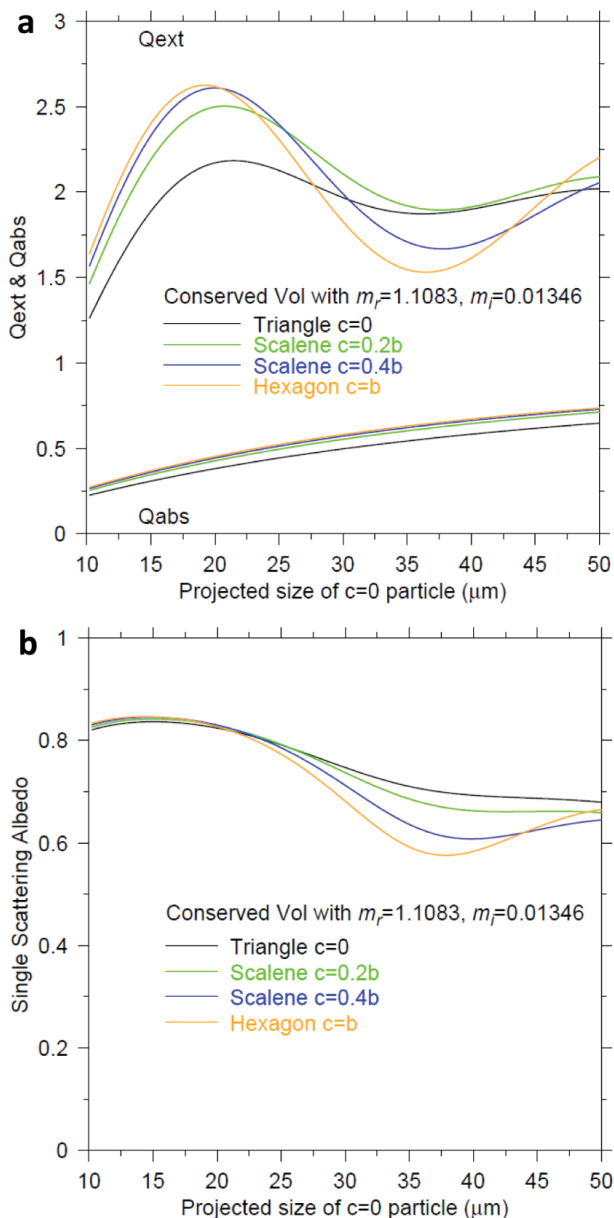 a
3
Qext
2.5
2
1.5
1
0.5
0
Qext & Qabs
Conserved Vol with mr=1.1083, mi=0.01346
Triangle c=0
Scalene c=0.2b
Scalene c=0.4b
Hexagon c=b
Qabs
10 15 20 25 30 35 40 45 50
Projected size of c=0 particle (μm)
b
1
0.8
0.6
0.4
0.2
0
Single Scattering Albedo
Conserved Vol with mr=1.1083, mi=0.01346
Triangle c=0
Scalene c=0.2b
Scalene c=0.4b
Hexagon c=b
10 15 20 25 30 35 40 45 50
Projected size of c=0 particle (μm)